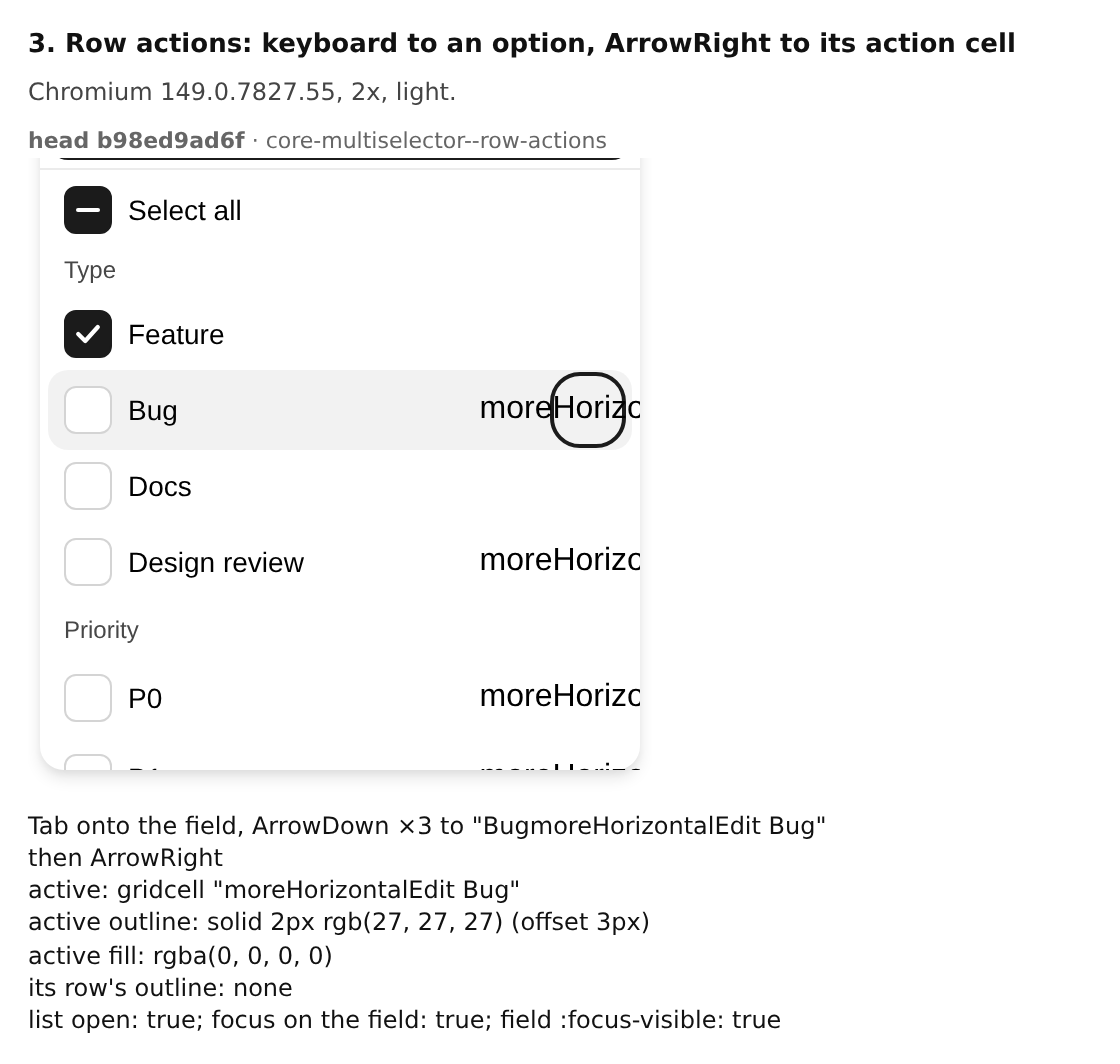 3. Row actions: keyboard to an option, ArrowRight to its action cell
Chromium 149.0.7827.55, 2x, light.
head b98ed9ad6f · core-multiselector--row-actions
Select all
Type
Feature
Bug moreHorizo
Docs
Design review moreHorizo
Priority
P0 moreHorizo
Tab onto the field, ArrowDown ×3 to "BugmoreHorizontalEdit Bug"
then ArrowRight
active: gridcell "moreHorizontalEdit Bug"
active outline: solid 2px rgb(27, 27, 27) (offset 3px)
active fill: rgba(0, 0, 0, 0)
its row's outline: none
list open: true; focus on the field: true; field :focus-visible: true